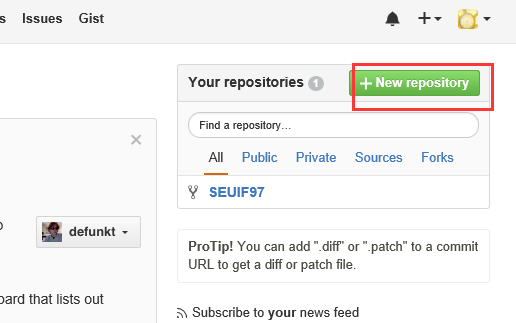 s Issues Gist
Your repositories 1 New repository
Find a repository…
All Public Private Sources Forks
SEUIF97
defunkt
ProTip! You can add ".diff" or ".patch" to a commit
URL to get a diff or patch file.
oard that lists out
Subscribe to your news feed